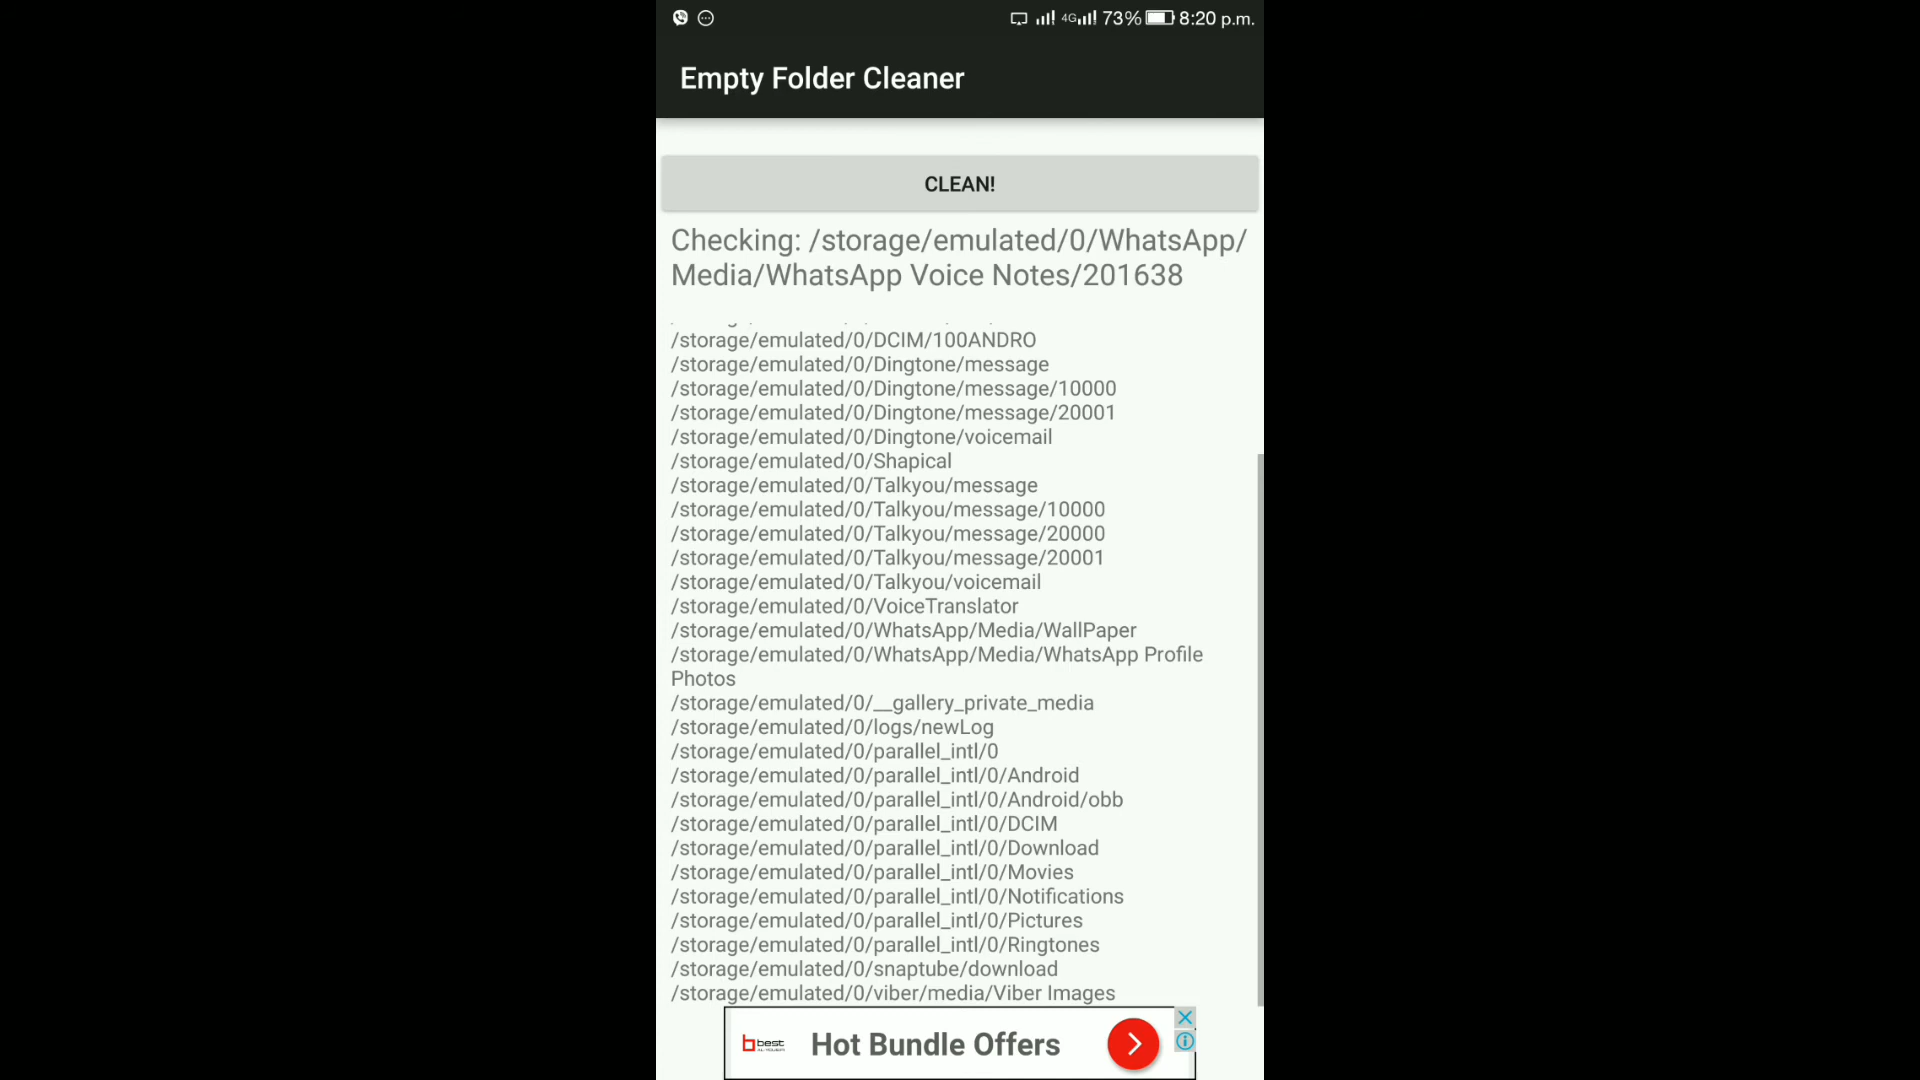 4G 73% 8:20 p.m.
Empty Folder Cleaner
CLEAN!
Checking: /storage/emulated/0/WhatsApp/
Media/WhatsApp Voice Notes/201638
/storage/emulated/0/DCIM/100ANDRO
/storage/emulated/0/Dingtone/message
/storage/emulated/0/Dingtone/message/10000
/storage/emulated/0/Dingtone/message/20001
/storage/emulated/0/Dingtone/voicemail
/storage/emulated/0/Shapical
/storage/emulated/0/Talkyou/message
/storage/emulated/0/Talkyou/message/10000
/storage/emulated/0/Talkyou/message/20000
/storage/emulated/0/Talkyou/message/20001
/storage/emulated/0/Talkyou/voicemail
/storage/emulated/0/VoiceTranslator
/storage/emulated/0/WhatsApp/Media/WallPaper
/storage/emulated/0/WhatsApp/Media/WhatsApp Profile
Photos
/storage/emulated/0/__gallery_private_media
/storage/emulated/0/logs/newLog
/storage/emulated/0/parallel_intl/0
/storage/emulated/0/parallel_intl/0/Android
/storage/emulated/0/parallel_intl/0/Android/obb
/storage/emulated/0/parallel_intl/0/DCIM
/storage/emulated/0/parallel_intl/0/Download
/storage/emulated/0/parallel_intl/0/Movies
/storage/emulated/0/parallel_intl/0/Notifications
/storage/emulated/0/parallel_intl/0/Pictures
/storage/emulated/0/parallel_intl/0/Ringtones
/storage/emulated/0/snaptube/download
/storage/emulated/0/viber/media/Viber Images
best
Hot Bundle Offers